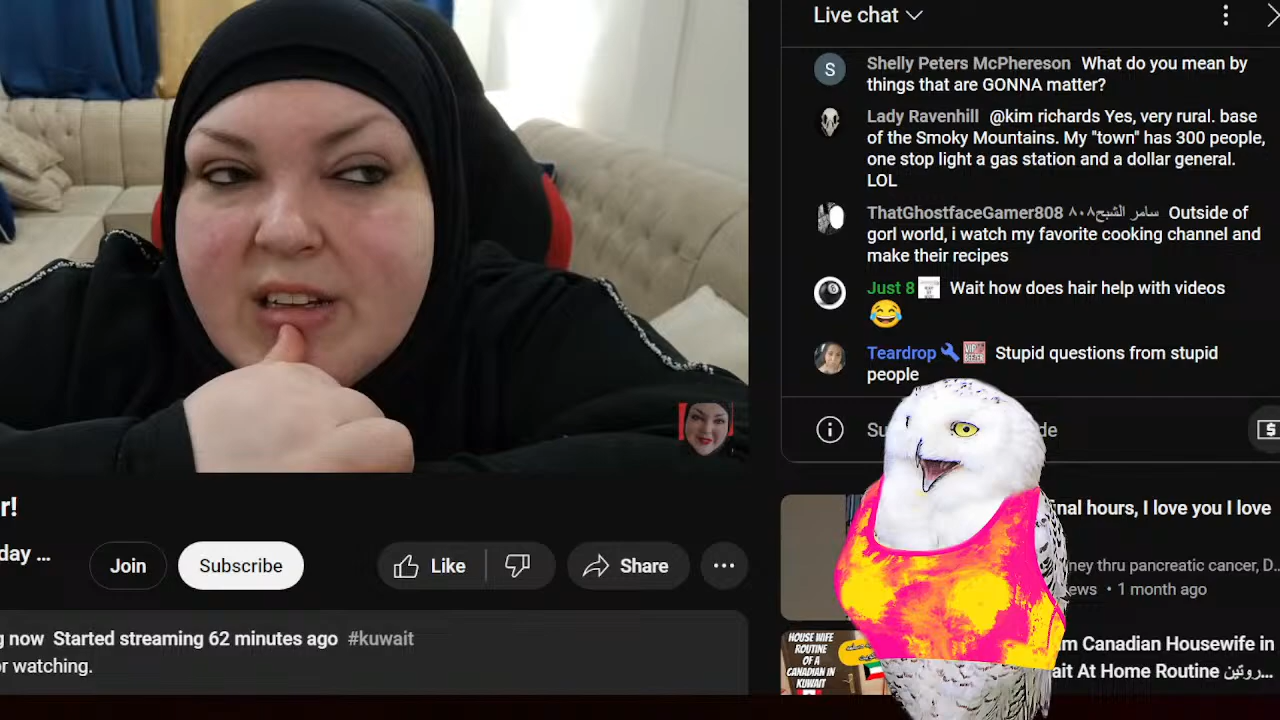 Live chat
Shelly Peters McPhereson What do you mean by
things that are GONNA matter?
Lady Ravenhill @kim richards Yes, very rural. base
of the Smoky Mountains. My "town" has 300 people,
one stop light a gas station and a dollar general.
LOL
ThatGhostfaceGamer808 سامر الشبح٨٠٨ Outside of
gorl world, i watch my favorite cooking channel and
make their recipes
Just 8 Wait how does hair help with videos
Teardrop Stupid questions from stupid
people
Su de
r!
day ...
Join
Subscribe
Like
Share
g now Started streaming 62 minutes ago #kuwait
or watching.
inal hours, I love you I love
ney thru pancreatic cancer, D...
ews • 1 month ago
HOUSE WIFE
ROUTINE
OF A
CANADIAN IN
KUWAIT
m Canadian Housewife in
ait At Home Routine روتين...